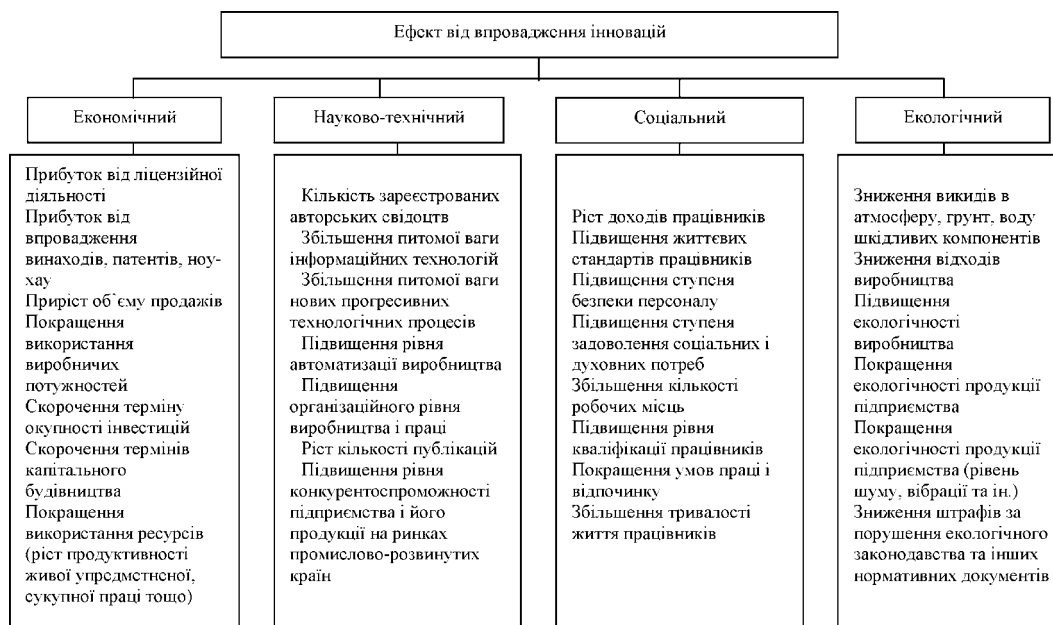 Ефект від впровадження інновацій
Економічний
Прибуток від ліцензійної
діяльності
Прибуток від
впровадження
винаходів, патентів, ноу-
хау
Приріст об`єму продажів
Покращення
використання
виробничих
потужностей
Скорочення терміну
окупності інвестицій
Скорочення термінів
капітального
будівництва
Покращення
використання ресурсів
(ріст продуктивності
живої упредметненої,
сукупної праці тощо)
Науково-технічний
Кількість зареєстрованих
авторських свідоцтв
Збільшення питомої ваги
інформаційних технологій
Збільшення питомої ваги
нових прогресивних
технологічних процесів
Підвищення рівня
автоматизації виробництва
Підвищення
організаційного рівня
виробництва і праці
Ріст кількості публікацій
Підвищення рівня
конкурентоспроможності
підприємства і його
продукції на ринках
промислово-розвинутих
країн
Соціальний
Ріст доходів працівників
Підвищення життєвих
стандартів працівників
Підвищення ступеня
безпеки персоналу
Підвищення ступеня
задоволення соціальних і
духовних потреб
Збільшення кількості
робочих місць
Підвищення рівня
кваліфікації працівників
Покращення умов праці і
відпочинку
Збільшення тривалості
життя працівників
Екологічний
Зниження викидів в
атмосферу, грунт, воду
шкідливих компонентів
Зниження відходів
виробництва
Підвищення
екологічності
виробництва
Покращення
екологічності продукції
підприємства
Покращення
екологічності продукції
підприємства (рівень
шуму, вібрації та ін.)
Зниження штрафів за
порушення екологічного
законодавства та інших
нормативних документів